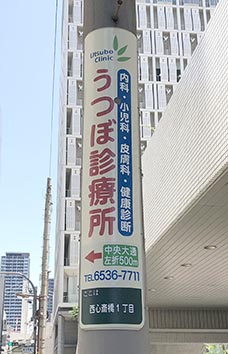 Utsubo
Clinic
うつぼ診療所
内科・小児科・皮膚科・健康診断
中央大通
左折500m
TEL6536-7711
ここは
西心斎橋1丁目